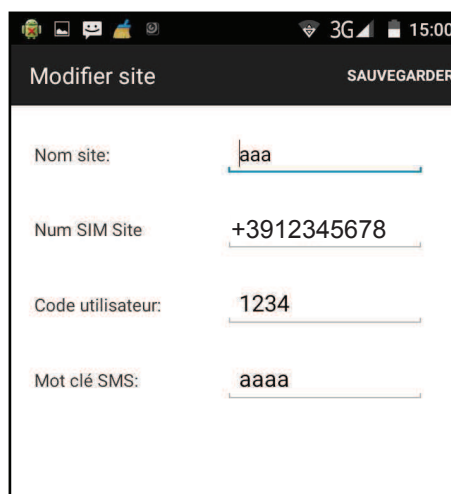 3G 15:00
Modifier site SAUVEGARDER
Nom site: aaa
Num SIM Site +3912345678
Code utilisateur: 1234
Mot clé SMS: aaaa